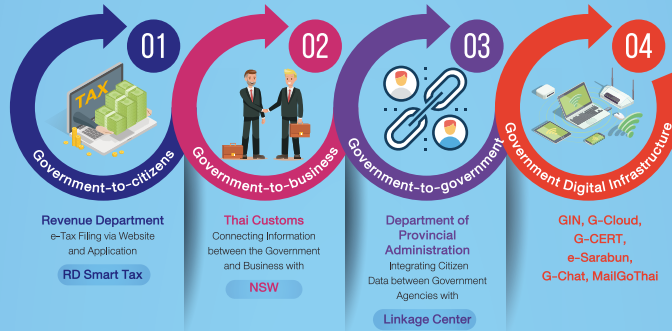 01
TAX
Government-to-citizens
Revenue Department
e-Tax Filing via Website
and Application
RD Smart Tax
02
Government-to-business
Thai Customs
Connecting Information
between the Government
and Business with
NSW
03
Government-to-government
Department of
Provincial
Administration
Integrating Citizen
Data between Government
Agencies with
Linkage Center
04
Government Digital Infrastructure
GIN, G-Cloud,
G-CERT,
e-Sarabun,
G-Chat, MailGoThai